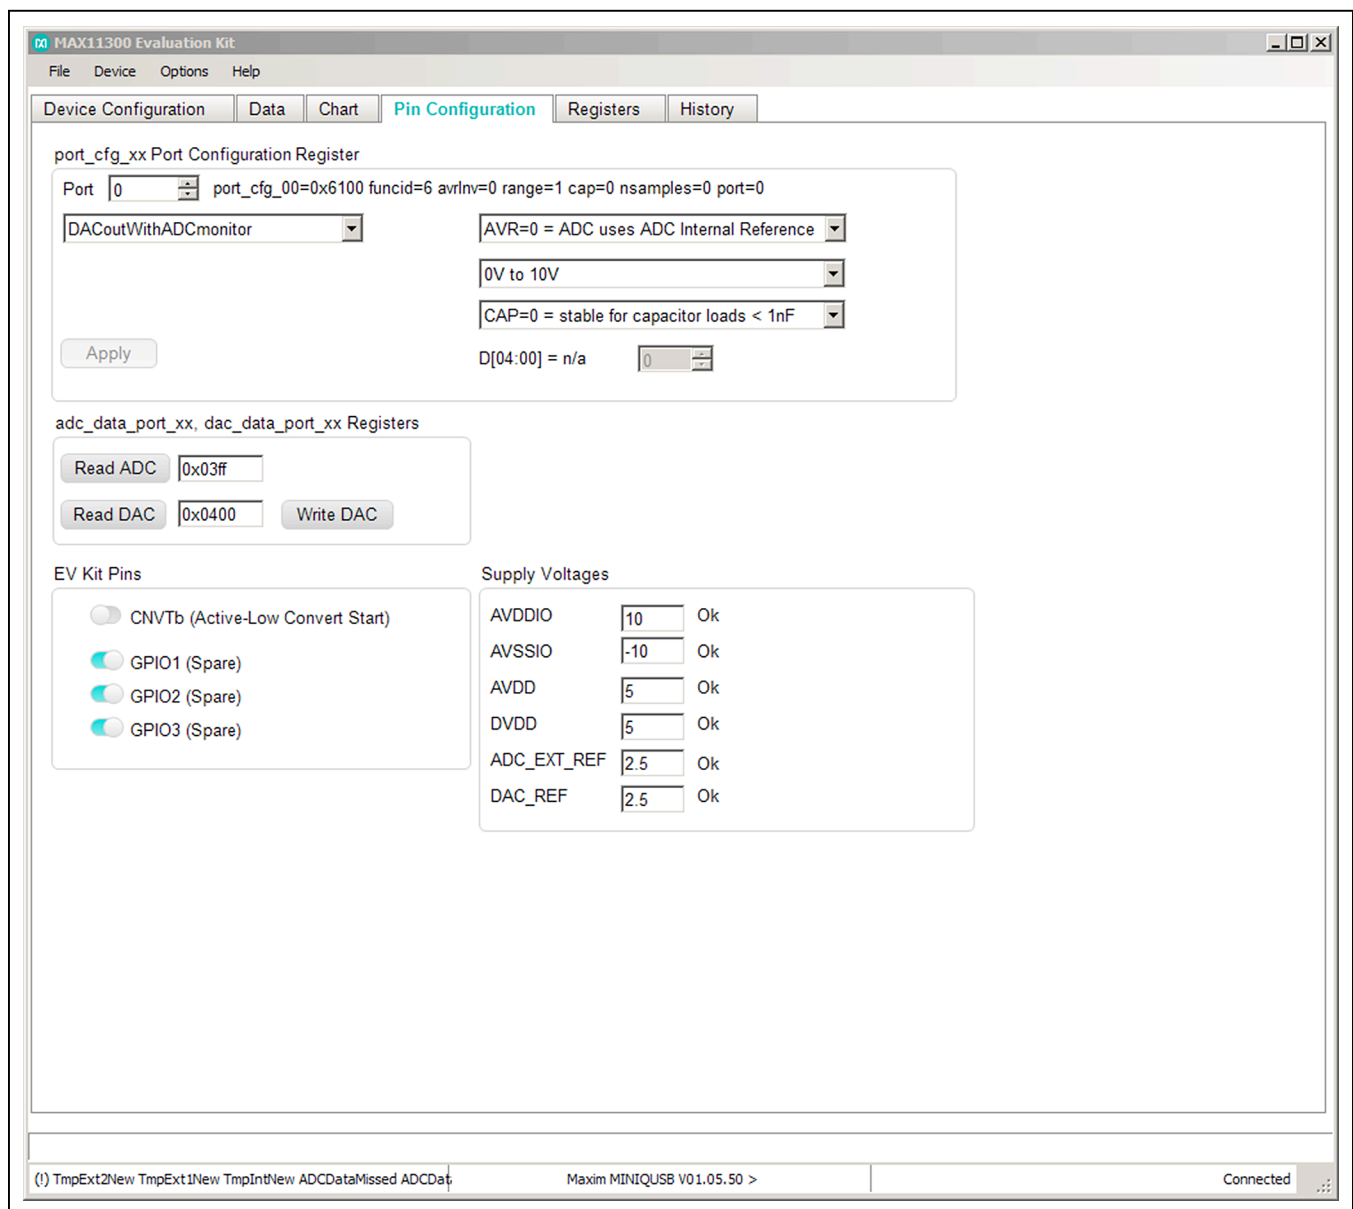 MAX11300 Evaluation Kit
File Device Options Help
Device Configuration Data Chart Pin Configuration Registers History
port_cfg_xx Port Configuration Register
Port 0 port_cfg_00=0x6100 funcid=6 avrInv=0 range=1 cap=0 nsamples=0 port=0
DACoutWithADCmonitor AVR=0 = ADC uses ADC Internal Reference
0V to 10V
CAP=0 = stable for capacitor loads < 1nF
Apply D[04:00] = n/a 0
adc_data_port_xx, dac_data_port_xx Registers
Read ADC 0x03ff
Read DAC 0x0400 Write DAC
EV Kit Pins
CNVTb (Active-Low Convert Start)
GPIO1 (Spare)
GPIO2 (Spare)
GPIO3 (Spare)
Supply Voltages
AVDDIO 10 Ok
AVSSIO -10 Ok
AVDD 5 Ok
DVDD 5 Ok
ADC_EXT_REF 2.5 Ok
DAC_REF 2.5 Ok
(!) TmpExt2New TmpExt1New TmpIntNew ADCDataMissed ADCDat Maxim MINIQUSB V01.05.50 > Connected